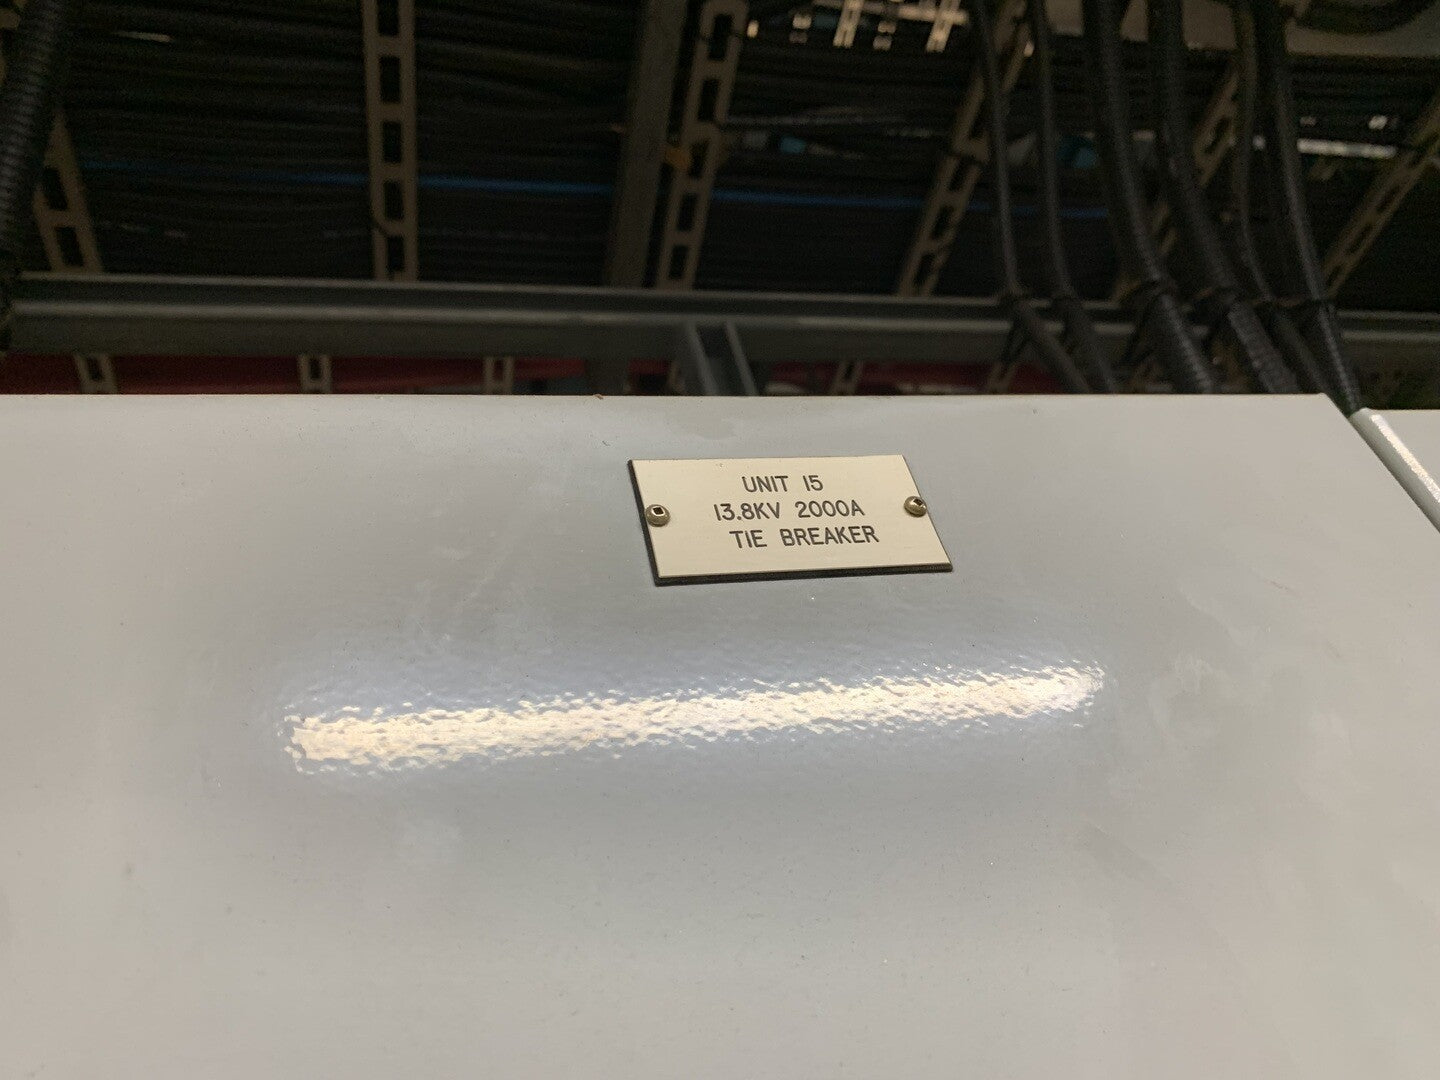 UNIT 15
13.8KV 2000A
TIE BREAKER